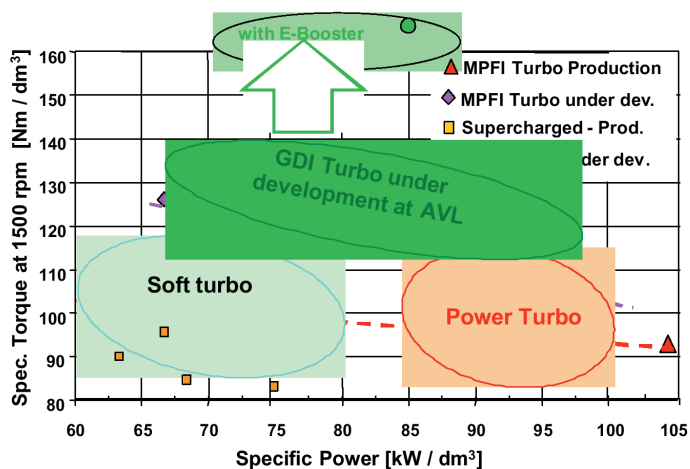 with E-Booster
160
150
140
130
120
110
100
90
80
Spec. Torque at 1500 rpm [Nm / dm³]
MPFI Turbo Production
MPFI Turbo under dev.
Supercharged - Prod.
der dev.
GDI Turbo under
development at AVL
Soft turbo
Power Turbo
60 65 70 75 80 85 90 95 100 105
Specific Power [kW / dm³]